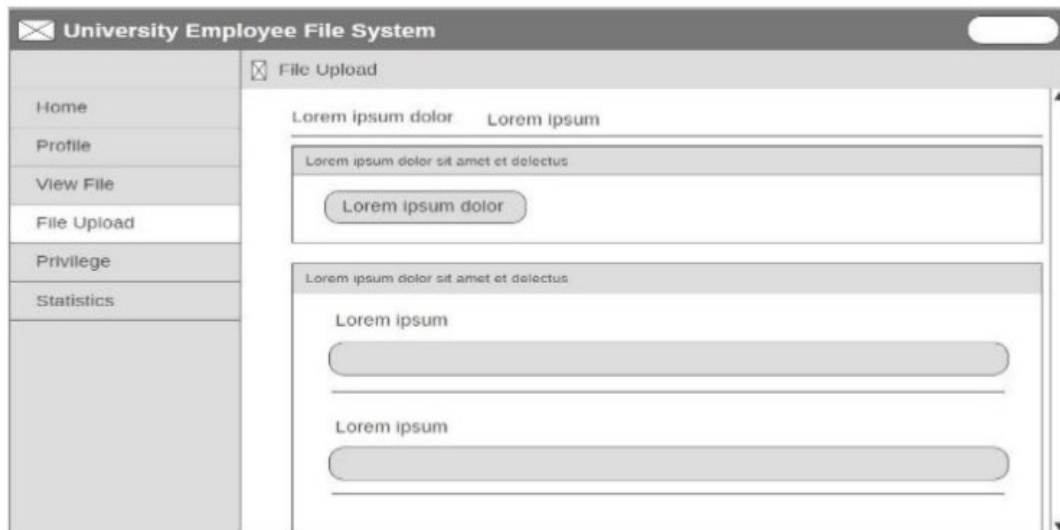 University Employee File System
File Upload
Home
Profile
View File
File Upload
Privilege
Statistics
Lorem ipsum dolor Lorem ipsum
Lorem ipsum dolor sit amet et delectus
Lorem ipsum dolor
Lorem ipsum dolor sit amet et delectus
Lorem ipsum
Lorem ipsum